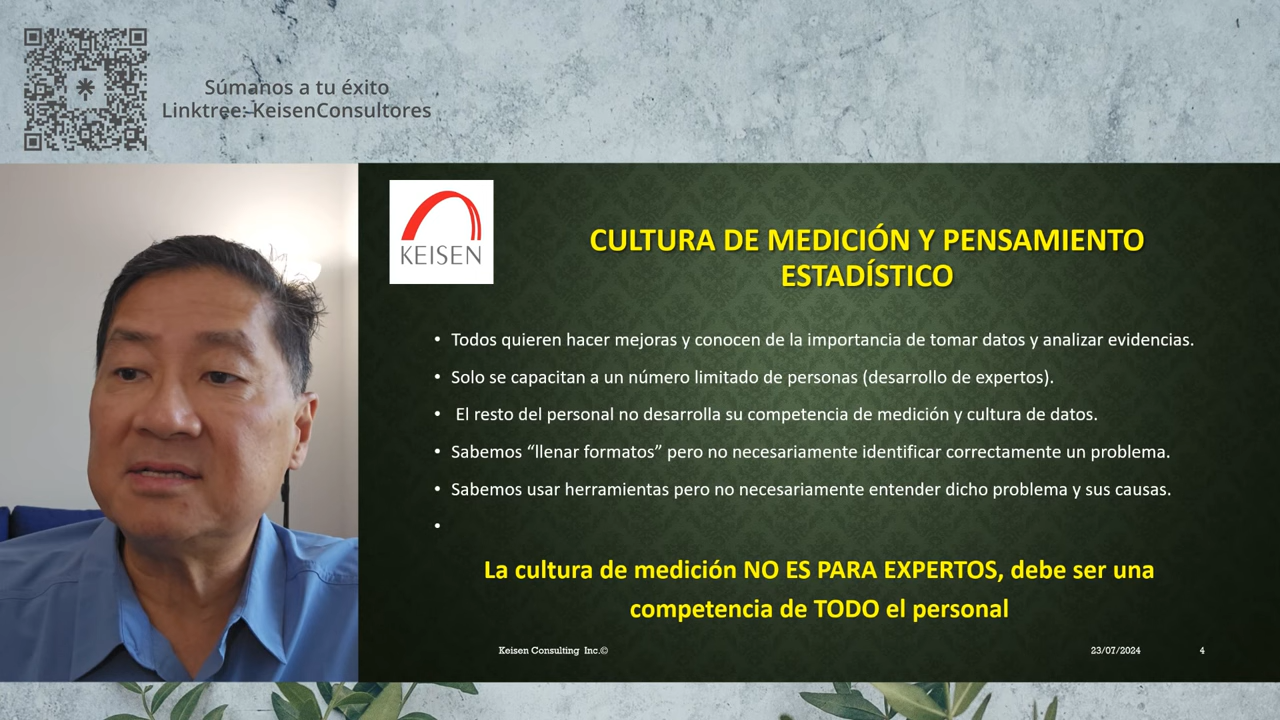 Súmanos a tu éxito
Linktree: KeisenConsultores
KEISEN
CULTURA DE MEDICIÓN Y PENSAMIENTO
ESTADÍSTICO
• Todos quieren hacer mejoras y conocen de la importancia de tomar datos y analizar evidencias.
• Solo se capacitan a un número limitado de personas (desarrollo de expertos).
• El resto del personal no desarrolla su competencia de medición y cultura de datos.
• Sabemos “llenar formatos” pero no necesariamente identificar correctamente un problema.
• Sabemos usar herramientas pero no necesariamente entender dicho problema y sus causas.
•
La cultura de medición NO ES PARA EXPERTOS, debe ser una
competencia de TODO el personal
Keisen Consulting Inc.© 23/07/2024 4